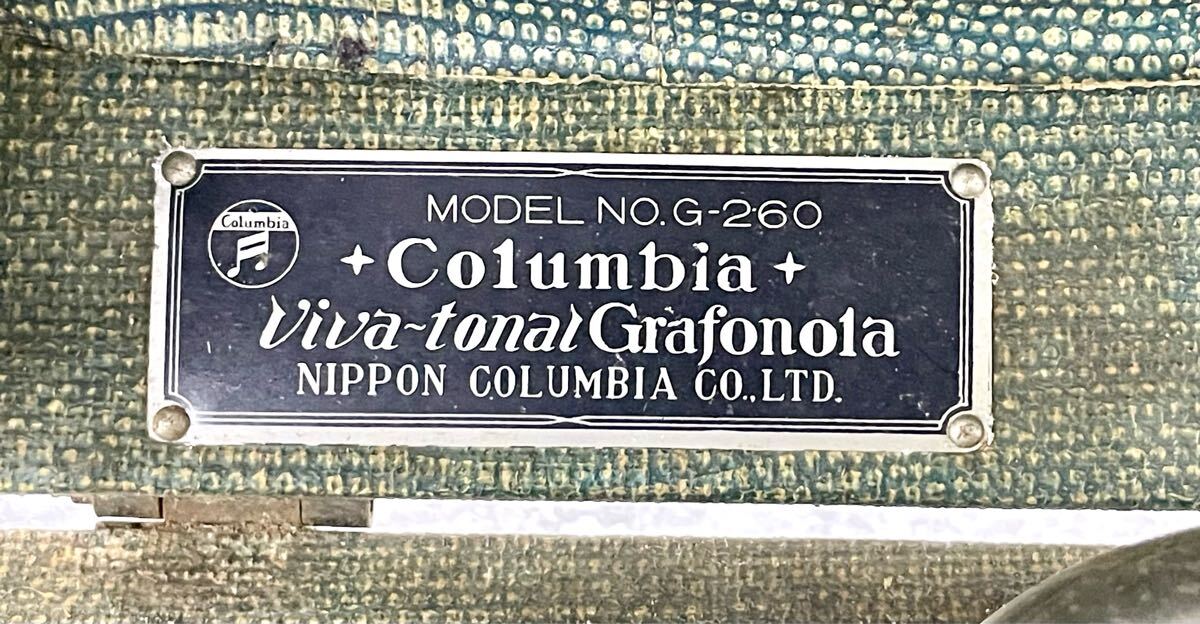 MODEL NO. G-260
Columbia
Columbia
Viva-tonal Grafonola
NIPPON COLUMBIA CO., LTD.